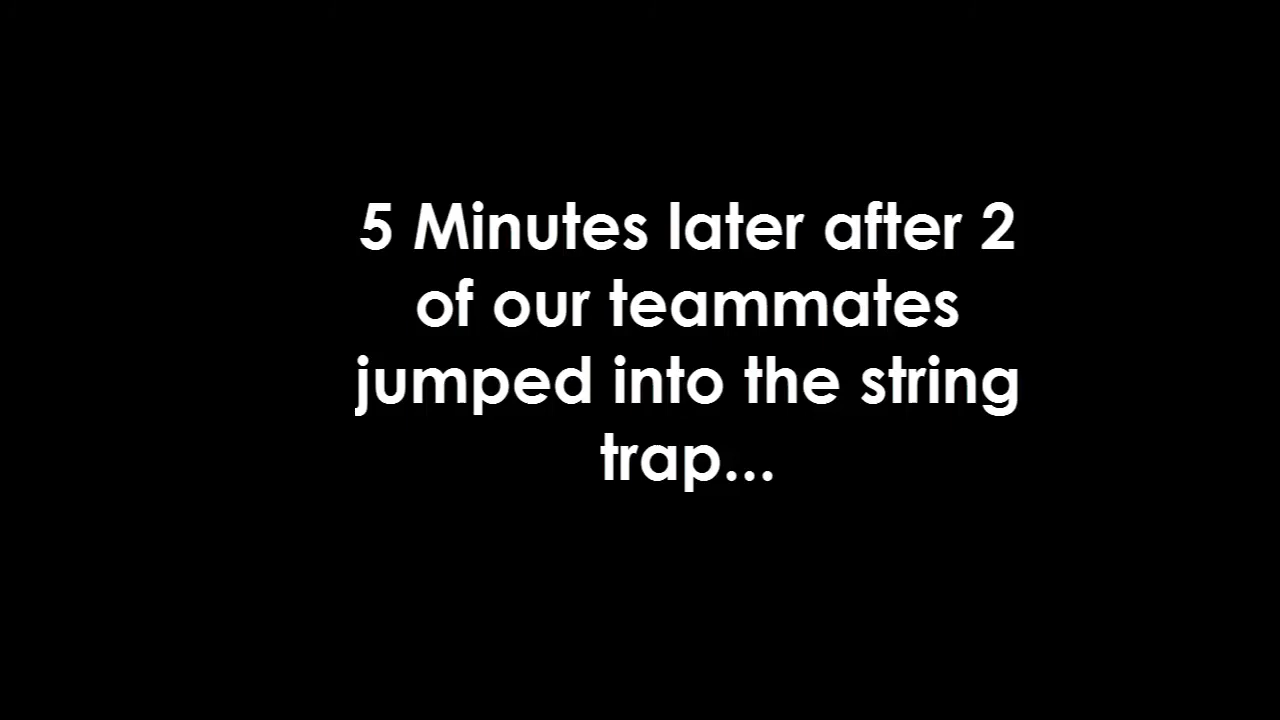 5 Minutes later after 2
of our teammates
jumped into the string
trap...